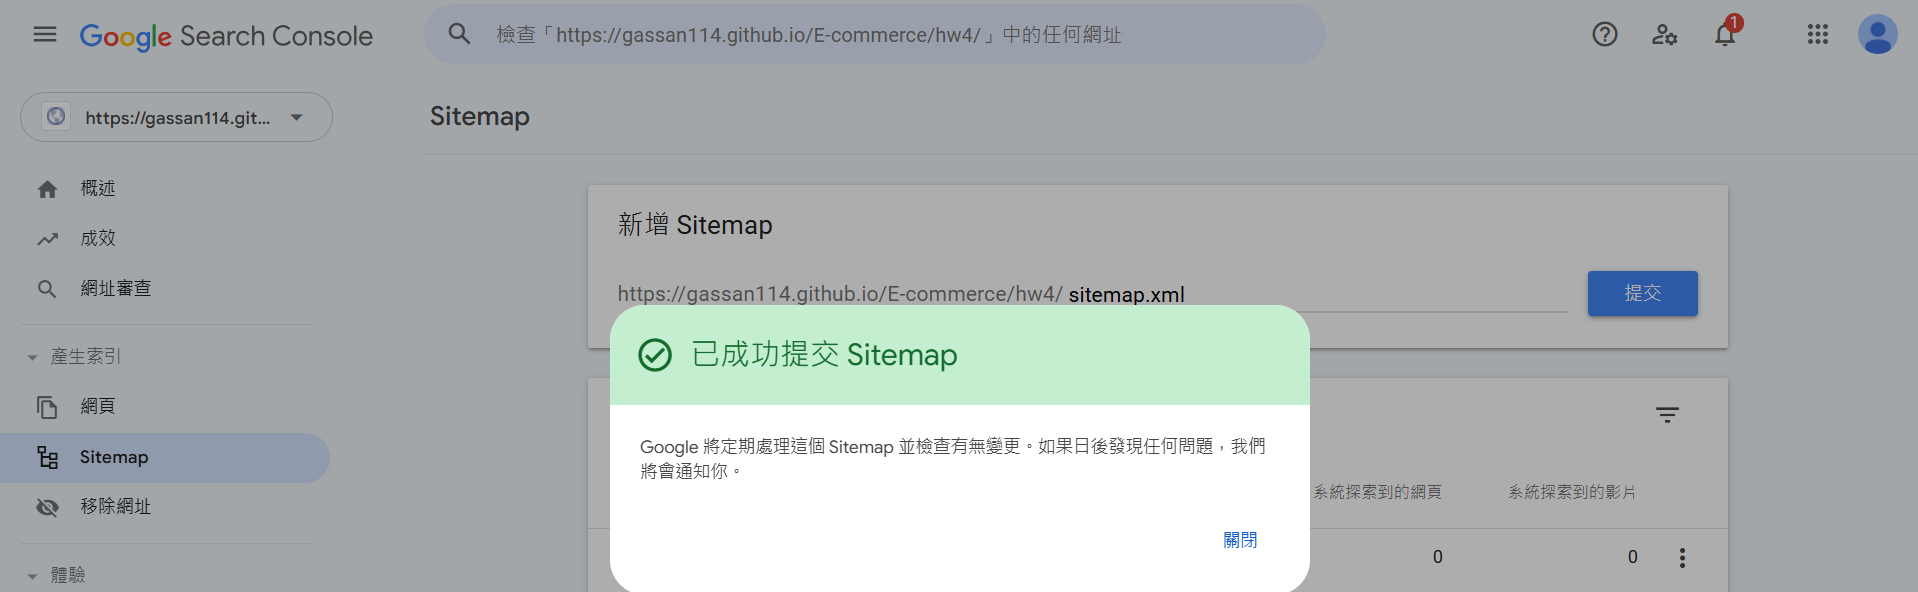 Google Search Console
檢查「https://gassan114.github.io/E-commerce/hw4/」中的任何網址
1
https://gassan114.git...
Sitemap
概述
成效
網址審查
產生索引
網頁
Sitemap
移除網址
體驗
新增 Sitemap
https://gassan114.github.io/E-commerce/hw4/ sitemap.xml
提交
已成功提交 Sitemap
Google 將定期處理這個 Sitemap 並檢查有無變更。如果日後發現任何問題，我們
將會通知你。
關閉
系統探索到的網頁 系統探索到的影片
0 0